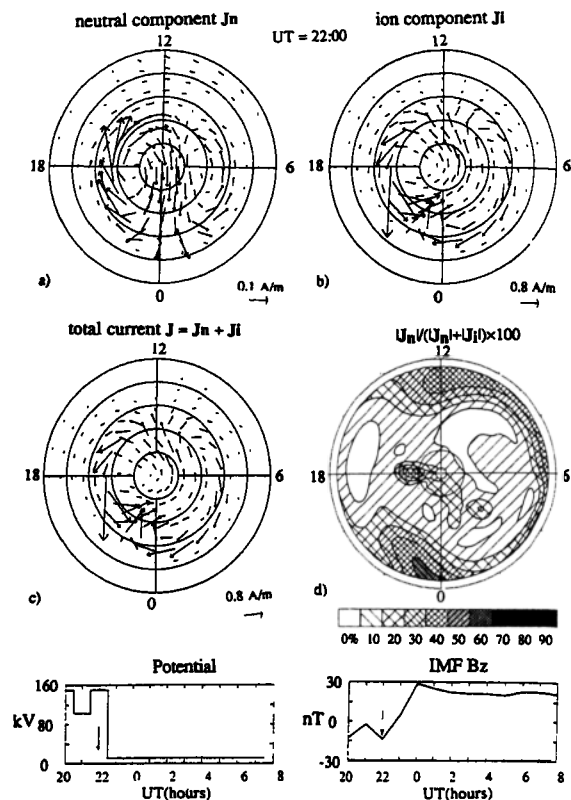 neutral component Jn
ion component Ji
12
UT = 22:00
12
18
6
18
6
a)
0
0.1 A/m
b)
0
0.8 A/m
total current J = Jn + Ji
|Jn|/(|Jn|+|Ji|)×100
12
12
18
6
18
6
c)
0
0.8 A/m
d)
0
0% 10 20 30 40 50 60 70 80 90
Potential
IMF Bz
160
kV 80
0
20 22 0 2 4 6 8
UT(hours)
30
nT 0
-30
20 22 0 2 4 6 8
UT(hours)